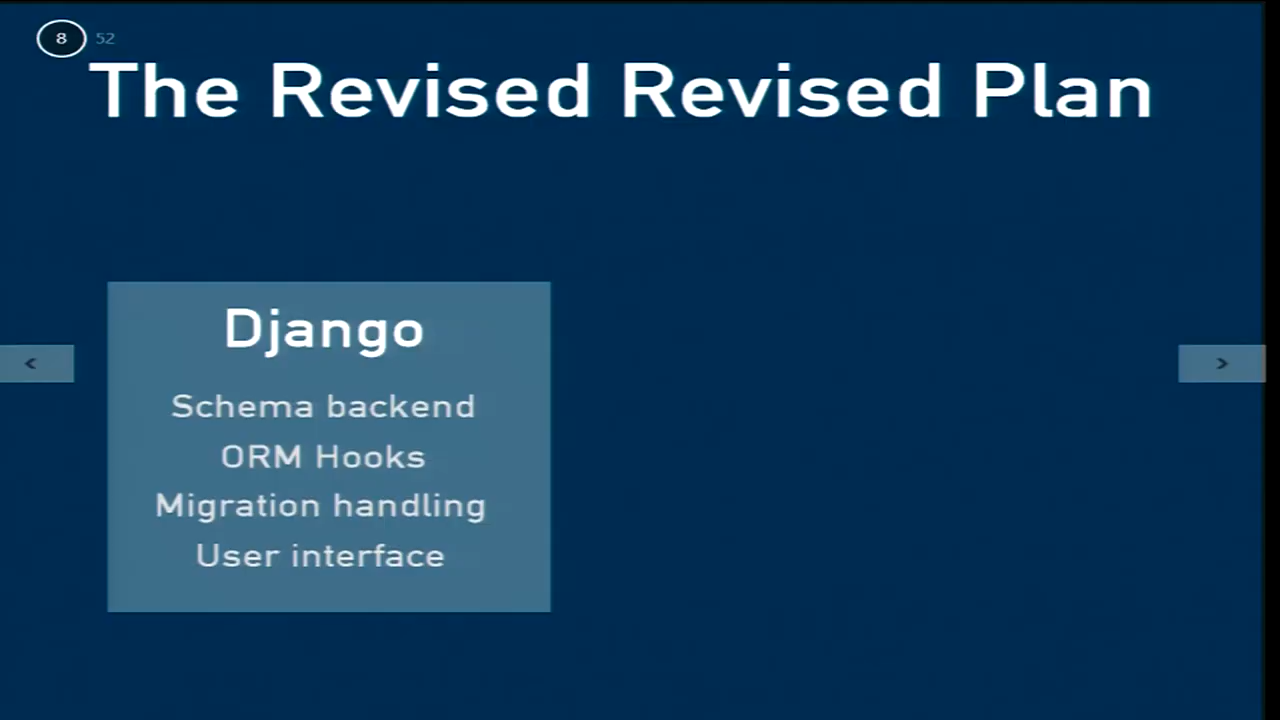 8 52
The Revised Revised Plan
Django
Schema backend
ORM Hooks
Migration handling
User interface
< >